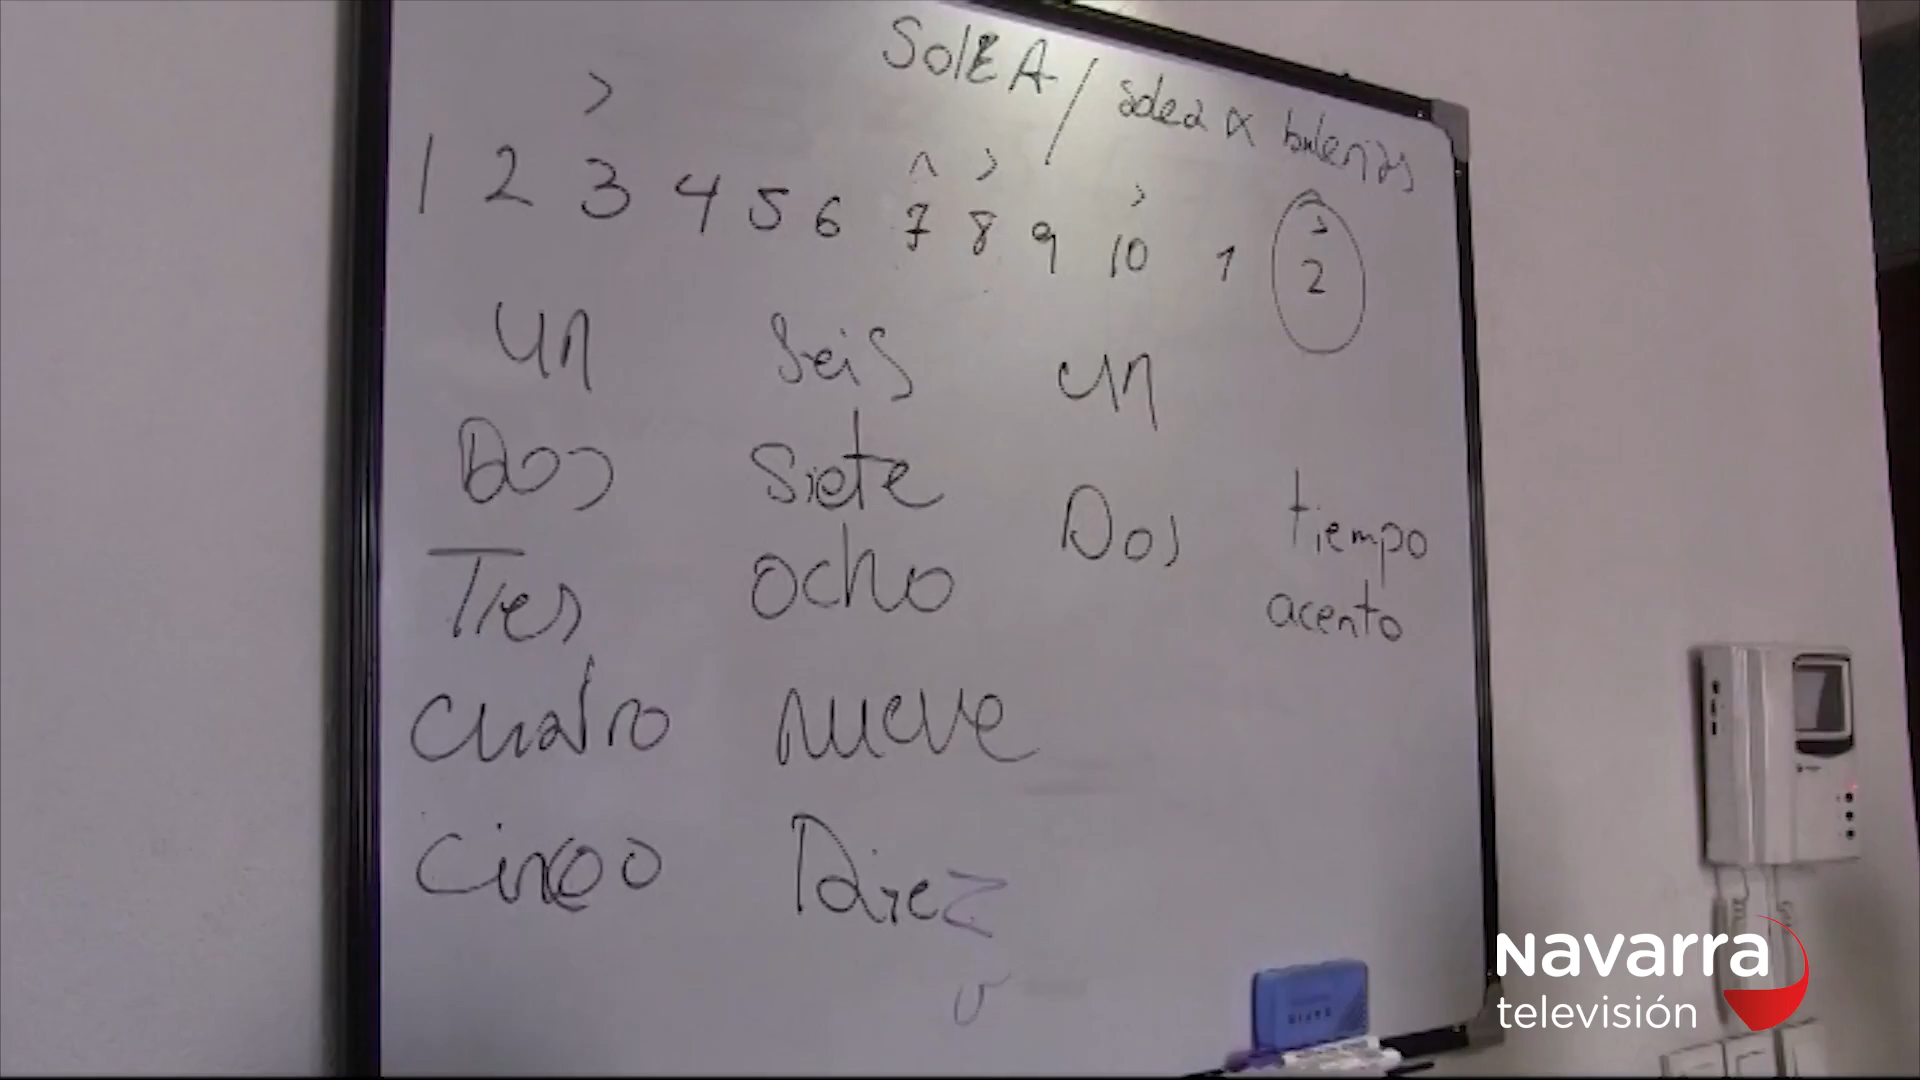 SOLEA / solea x bulerias
>
^ > > >
1 2 3 4 5 6 7 8 9 10 1 2
un seis un
Dos siete Dos tiempo
Tres ocho acento
cuatro nueve
cinco Diez
Navarra
televisión